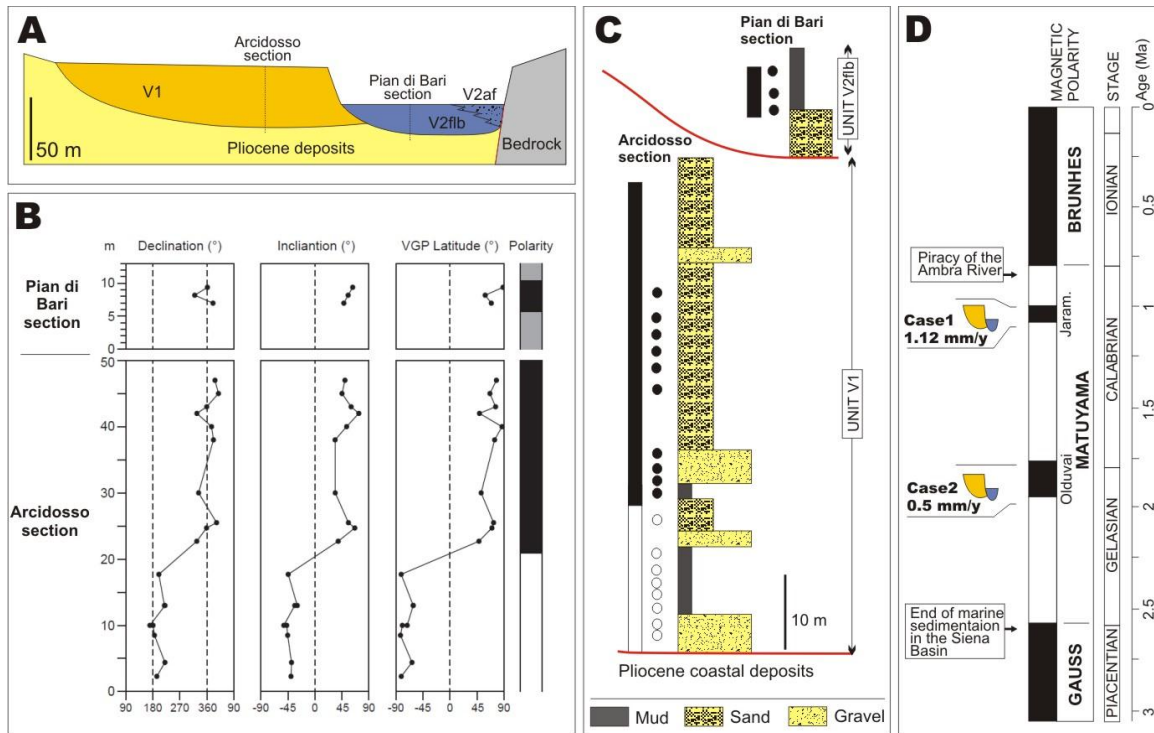 A
Arcidosso
section
Pian di Bari
section
V1
V2af
V2flb
50 m
Pliocene deposits
Bedrock
B
m
Declination (°)
Incliantion (°)
VGP Latitude (°)
Polarity
Pian di
Bari
section
10
5
0
Arcidosso
section
50
40
30
20
10
0
90 180 270 360 90
-90 -45 0 45 90
-90 -45 0 45 90
C
Pian di Bari
section
UNIT V2flb
Arcidosso
section
UNIT V1
10 m
Pliocene coastal deposits
Mud
Sand
Gravel
D
MAGNETIC
POLARITY
STAGE
Age (Ma)
0
0.5
1
1.5
2
2.5
3
BRUNHES
MATUYAMA
GAUSS
Jaram.
Olduvai
IONIAN
CALABRIAN
GELASIAN
PIACENTIAN
Piracy of the
Ambra River
Case1
1.12 mm/y
Case2
0.5 mm/y
End of marine
sedimentaion
in the Siena
Basin